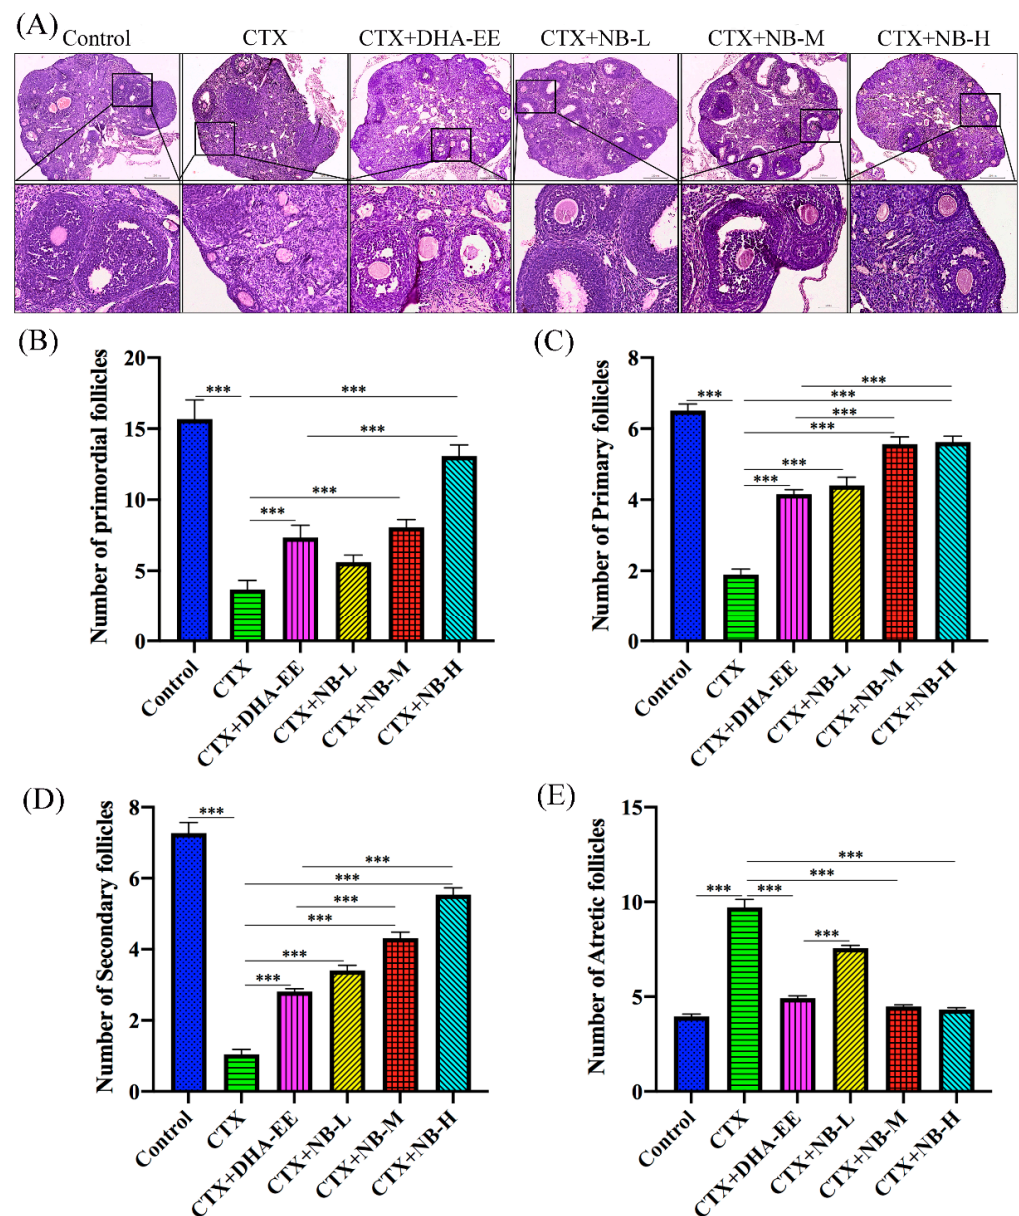 (A)
Control CTX CTX+DHA-EE CTX+NB-L CTX+NB-M CTX+NB-H
(B)
Number of primordial follicles
20
15
10
5
0
***
***
***
***
***
Control
CTX
CTX+DHA-EE
CTX+NB-L
CTX+NB-M
CTX+NB-H
(C)
Number of Primary follicles
8
6
4
2
0
***
***
***
***
***
***
***
Control
CTX
CTX+DHA-EE
CTX+NB-L
CTX+NB-M
CTX+NB-H
(D)
Number of Secondary follicles
8
6
4
2
0
***
***
***
***
***
***
***
Control
CTX
CTX+DHA-EE
CTX+NB-L
CTX+NB-M
CTX+NB-H
(E)
Number of Atretic follicles
15
10
5
0
***
***
***
***
***
Control
CTX
CTX+DHA-EE
CTX+NB-L
CTX+NB-M
CTX+NB-H